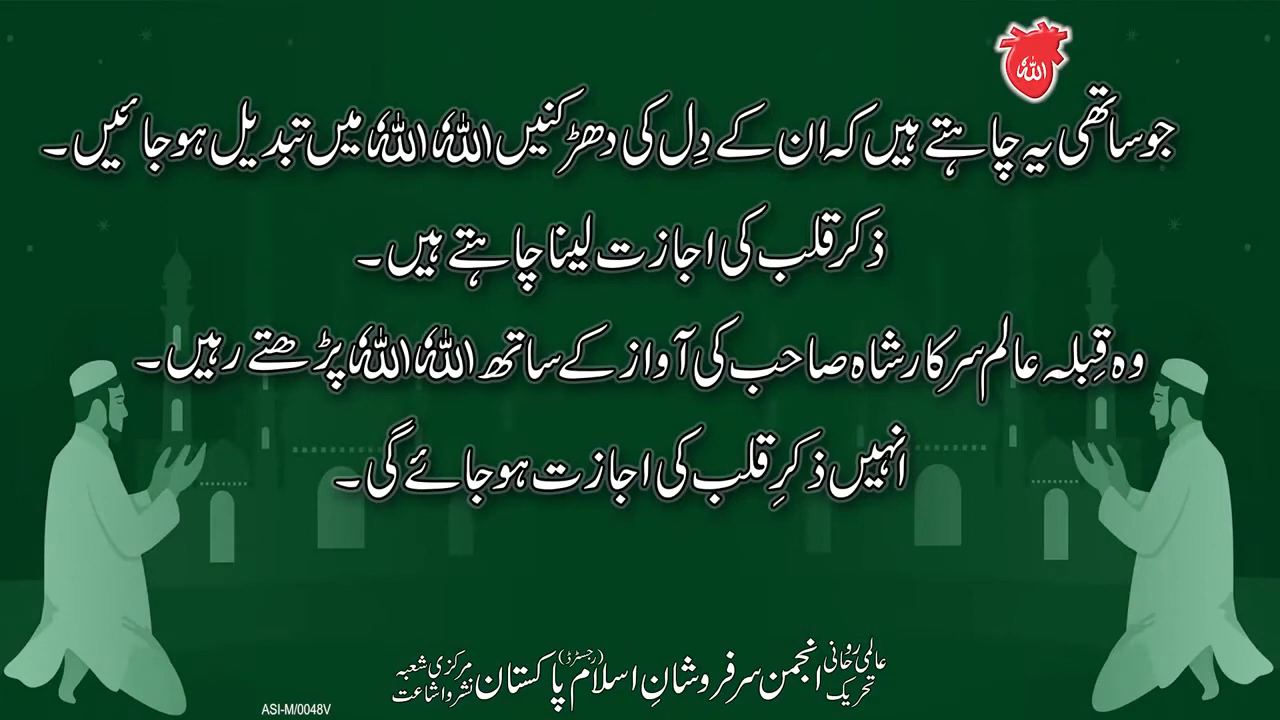 اللہ
جو ساتھی یہ چاہتے ہیں کہ ان کے دِل کی دھڑکنیں اللہُ اللہُ میں تبدیل ہو جائیں۔
ذکر قلب کی اجازت لینا چاہتے ہیں۔
وہ قِبلہ عالم سرکار شاہ صاحب کی آواز کے ساتھ اللہُ اللہُ پڑھتے رہیں۔
انہیں ذکرِ قلب کی اجازت ہو جائے گی۔
عالمی روحانی تحریک انجمن سرفروشانِ اسلام (رجسٹرڈ) پاکستان مرکزی شعبہ نشر و اشاعت
ASI-M/0048V